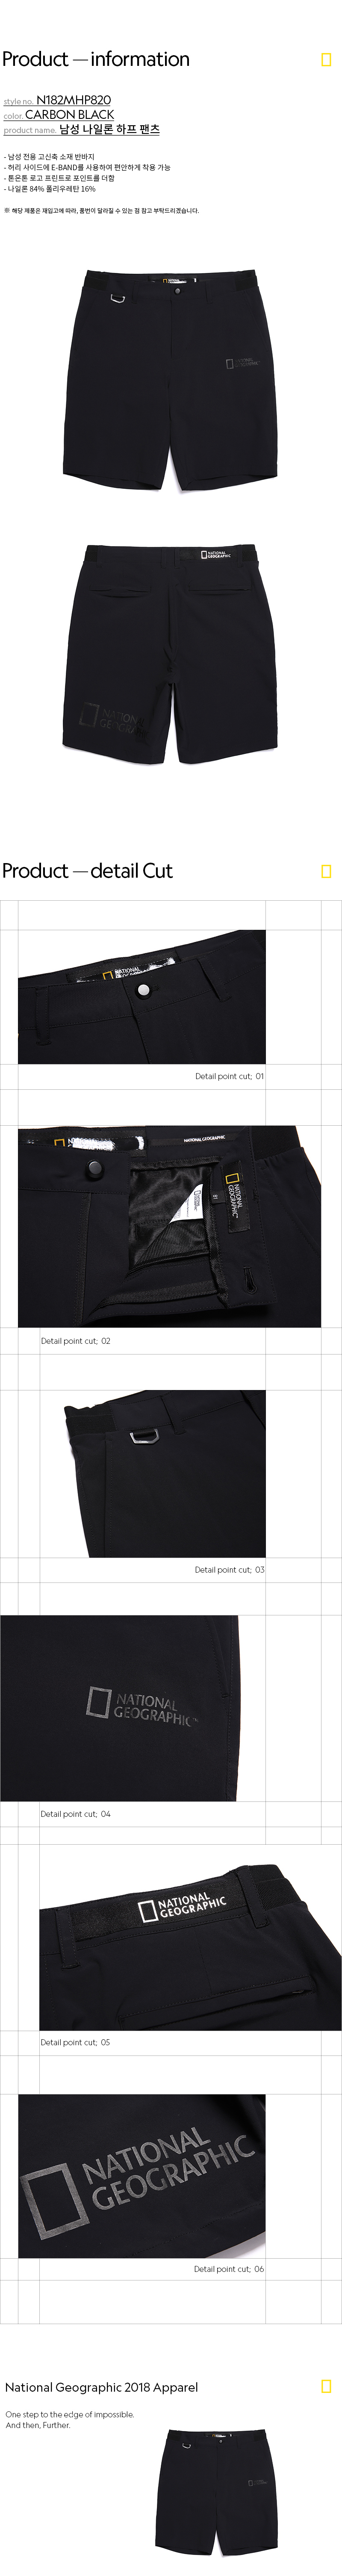 Product — information
style no. N182MHP820
color. CARBON BLACK
product name. 남성 나일론 하프 팬츠
- 남성 전용 고신축 소재 반바지
- 허리 사이드에 E-BAND를 사용하여 편안하게 착용 가능
- 톤온톤 로고 프린트로 포인트를 더함
- 나일론 84% 폴리우레탄 16%
※ 해당 제품은 재입고에 따라, 품번이 달라질 수 있는 점 참고 부탁드리겠습니다.
NATIONAL
GEOGRAPHIC
NATIONAL
GEOGRAPHIC
NATIONAL
GEOGRA
Product — detail Cut
NATIONAL
Detail point cut; 01
NATIONAL GEOGRAPHIC
NATIONAL
GEOGRAPHIC
Detail point cut; 02
Detail point cut; 03
NATIONAL
GEOGRAPHIC™
Detail point cut; 04
NATIONAL
GEOGRAPHIC
Detail point cut; 05
NATIONAL
GEOGRAPHIC
Detail point cut; 06
National Geographic 2018 Apparel
One step to the edge of impossible.
And then, Further.